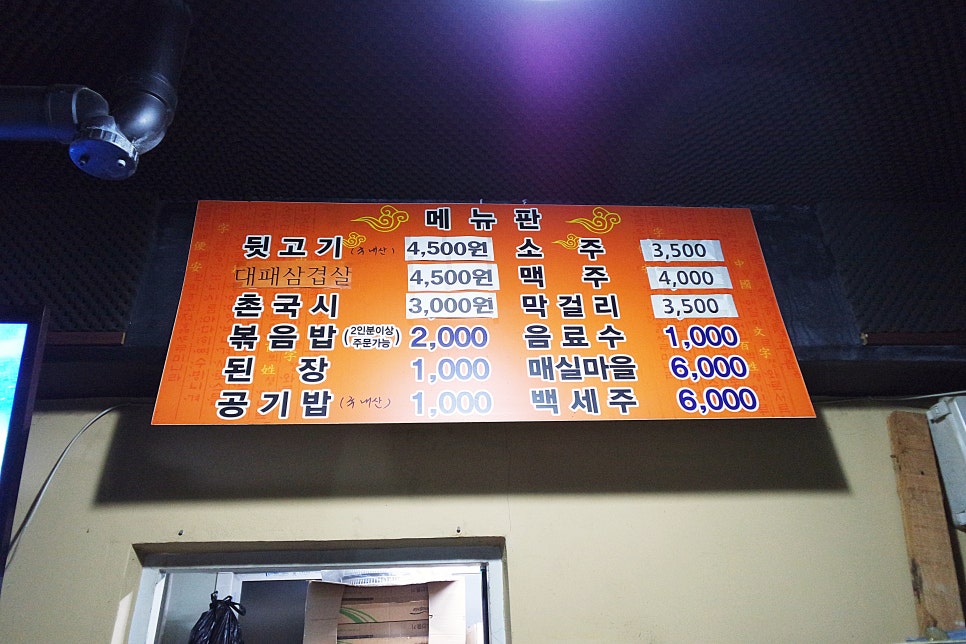 메뉴판
뒷고기 (국내산) 4,500원
대패삼겹살 4,500원
촌국시 3,000원
볶음밥 (2인분이상 주문가능) 2,000
된장 1,000
공기밥 (국내산) 1,000
소주 3,500
맥주 4,000
막걸리 3,500
음료수 1,000
매실마을 6,000
백세주 6,000